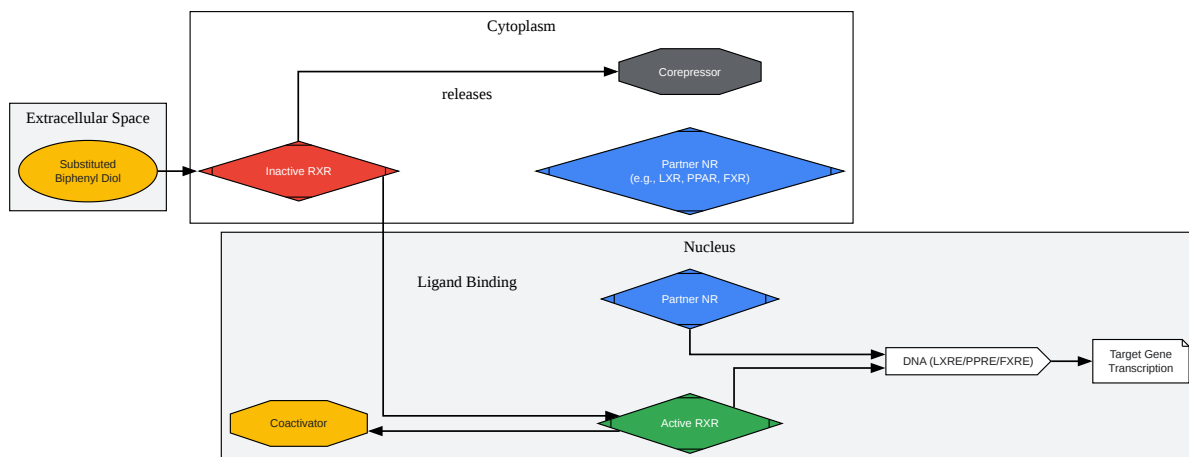 Cytoplasm
Corepressor
releases
Extracellular Space
Substituted
Biphenyl Diol
Inactive RXR
Partner NR
(e.g., LXR, PPAR, FXR)
Nucleus
Ligand Binding
Partner NR
DNA (LXRE/PPRE/FXRE)
Target Gene
Transcription
Coactivator
Active RXR